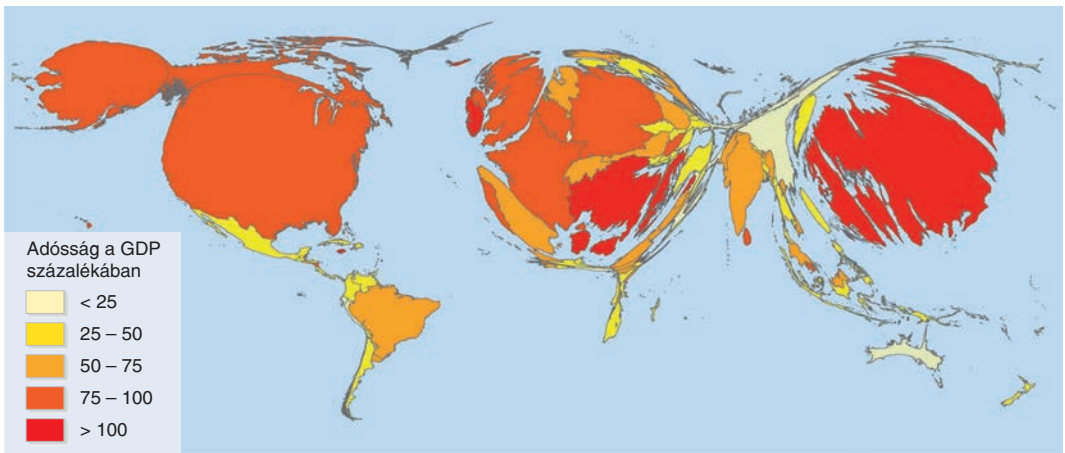 Adósság a GDP
százalékában
< 25
25 – 50
50 – 75
75 – 100
> 100